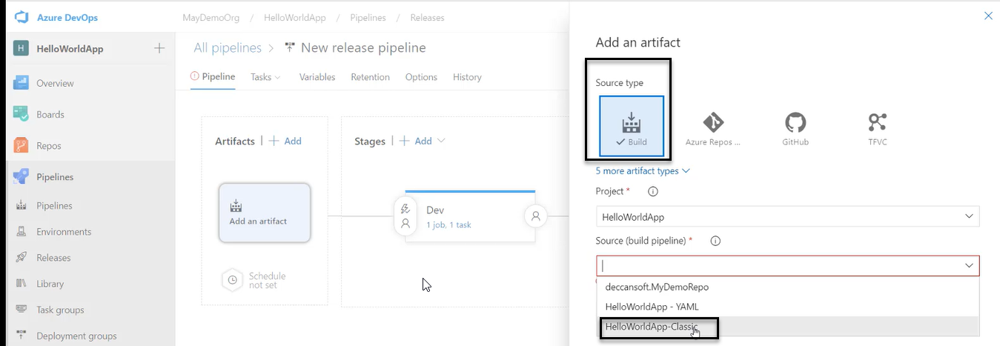 Azure DevOps
MayDemoOrg / HelloWorldApp / Pipelines / Releases
H HelloWorldApp
Overview
Boards
Repos
Pipelines
Pipelines
Environments
Releases
Library
Task groups
Deployment groups
All pipelines > New release pipeline
Pipeline Tasks Variables Retention Options History
Artifacts | + Add
Add an artifact
Schedule
not set
Stages | + Add
Dev
1 job, 1 task
Add an artifact
Source type
Build
Azure Repos ...
GitHub
TFVC
5 more artifact types
Project *
HelloWorldApp
Source (build pipeline) *
deccansoft.MyDemoRepo
HelloWorldApp - YAML
HelloWorldApp-Classic